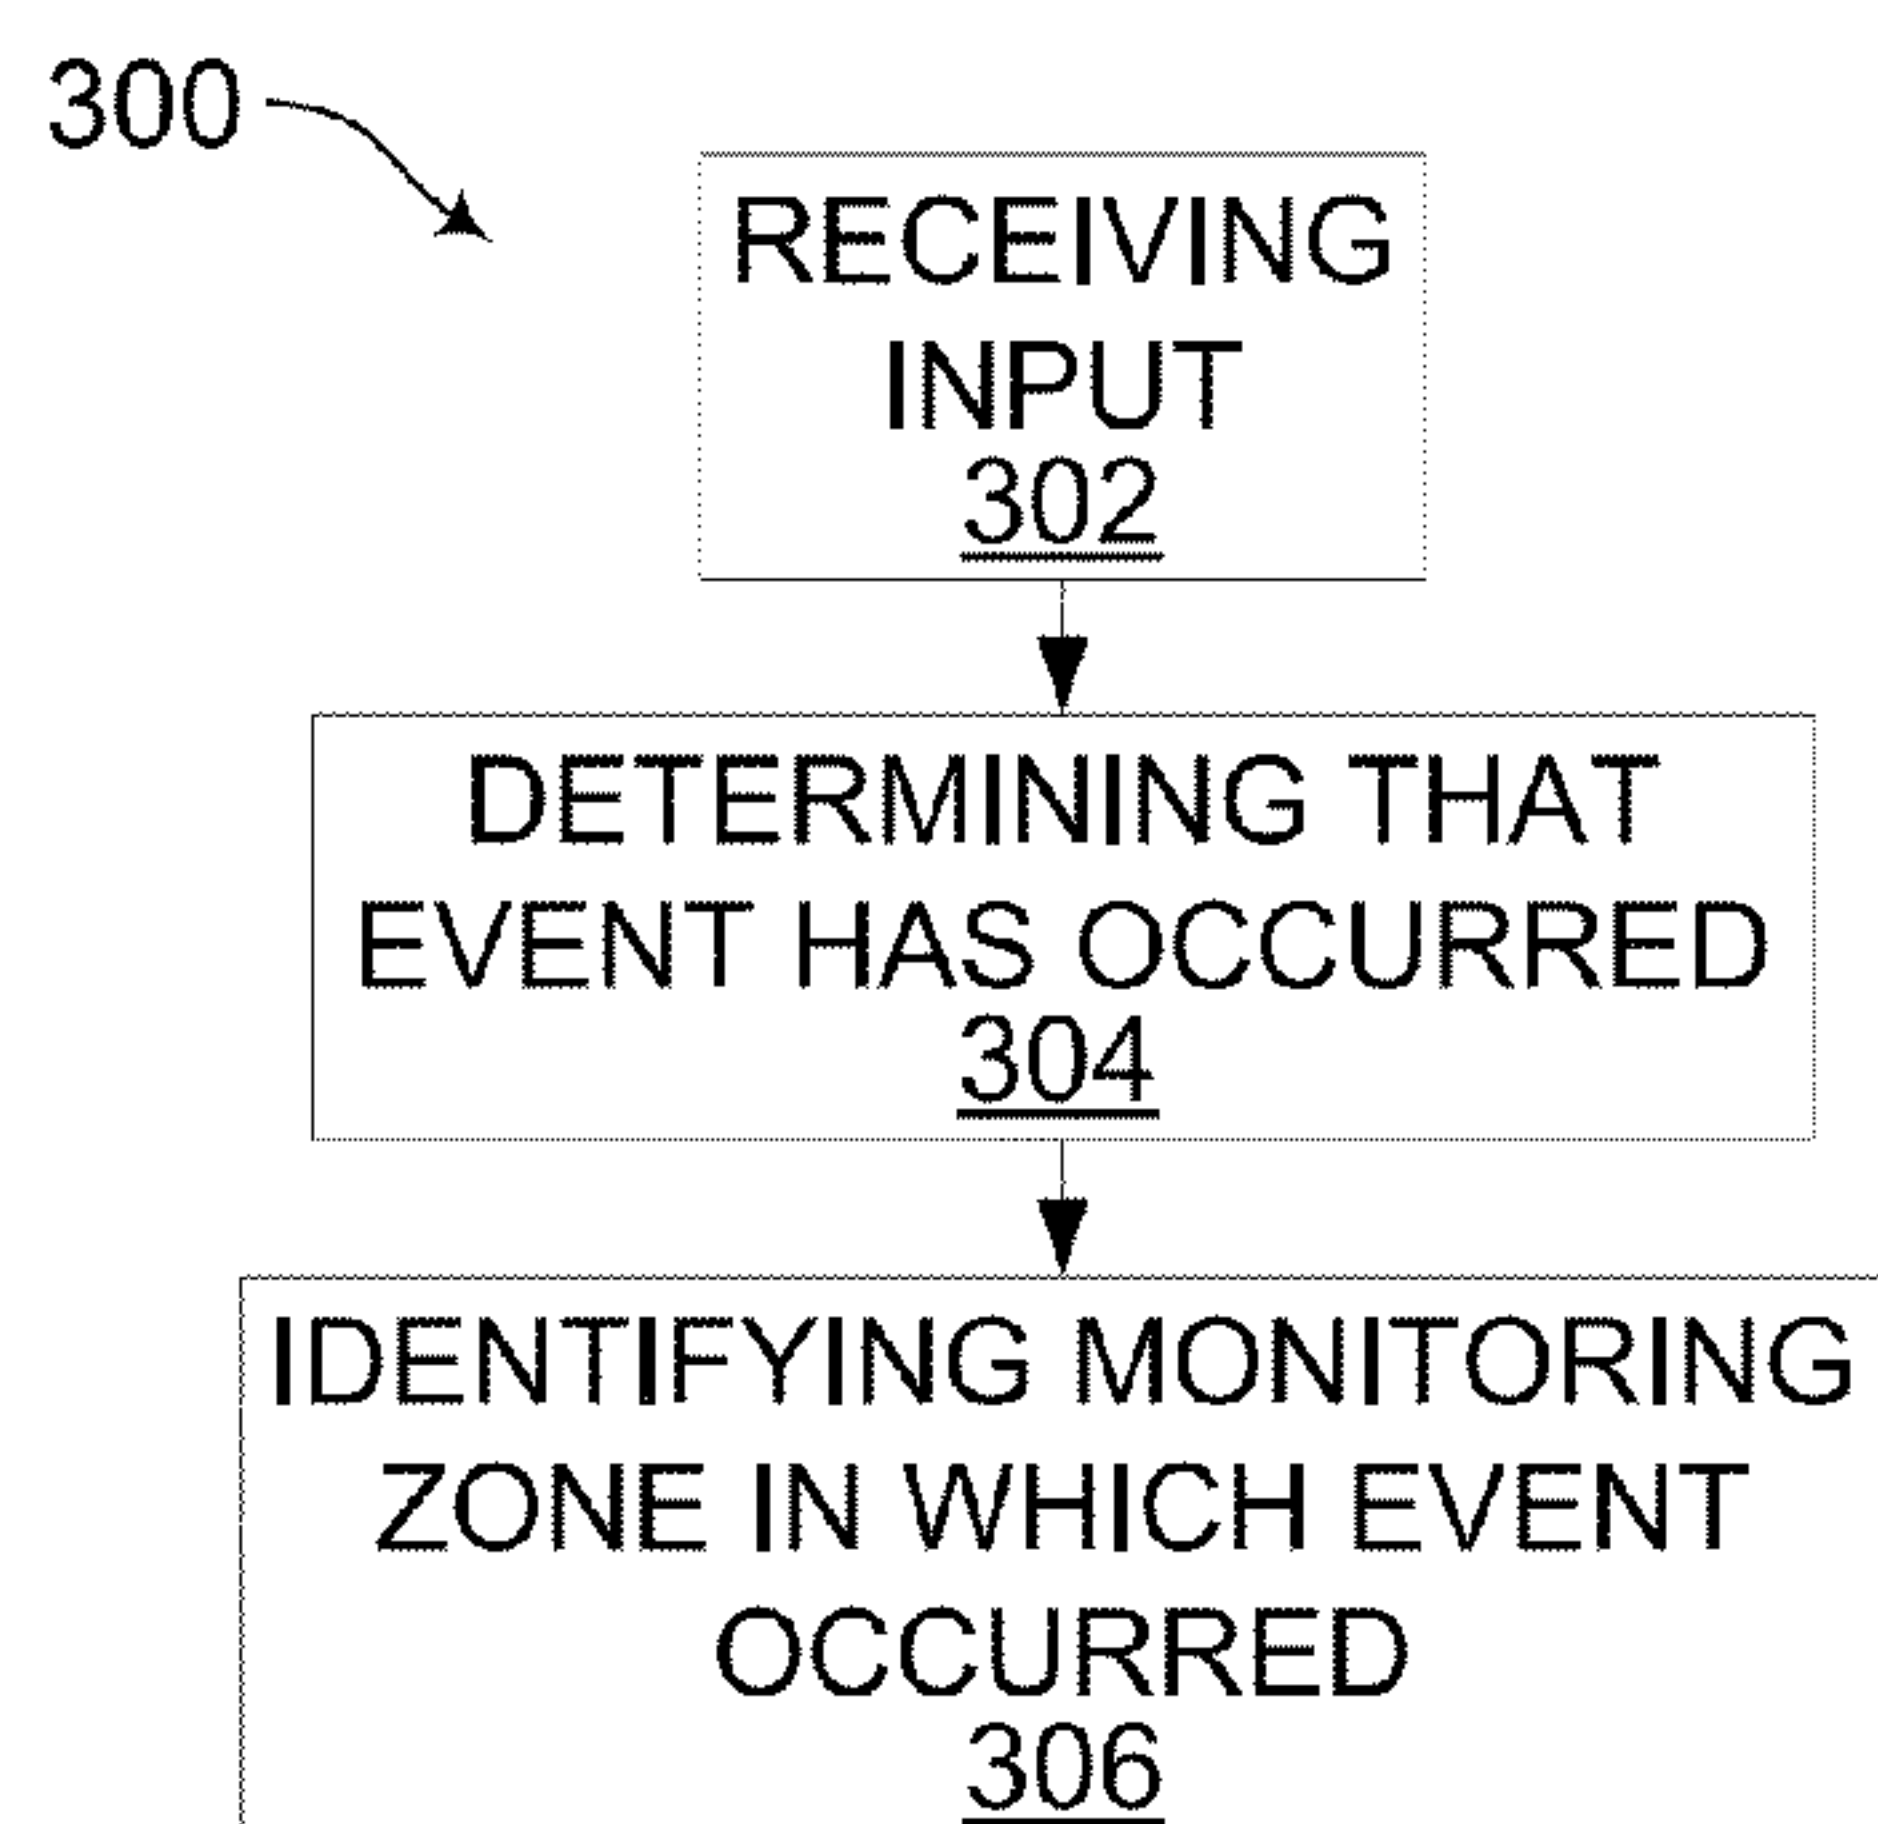 300
RECEIVING
INPUT
302
DETERMINING THAT
EVENT HAS OCCURRED
304
IDENTIFYING MONITORING
ZONE IN WHICH EVENT
OCCURRED
306